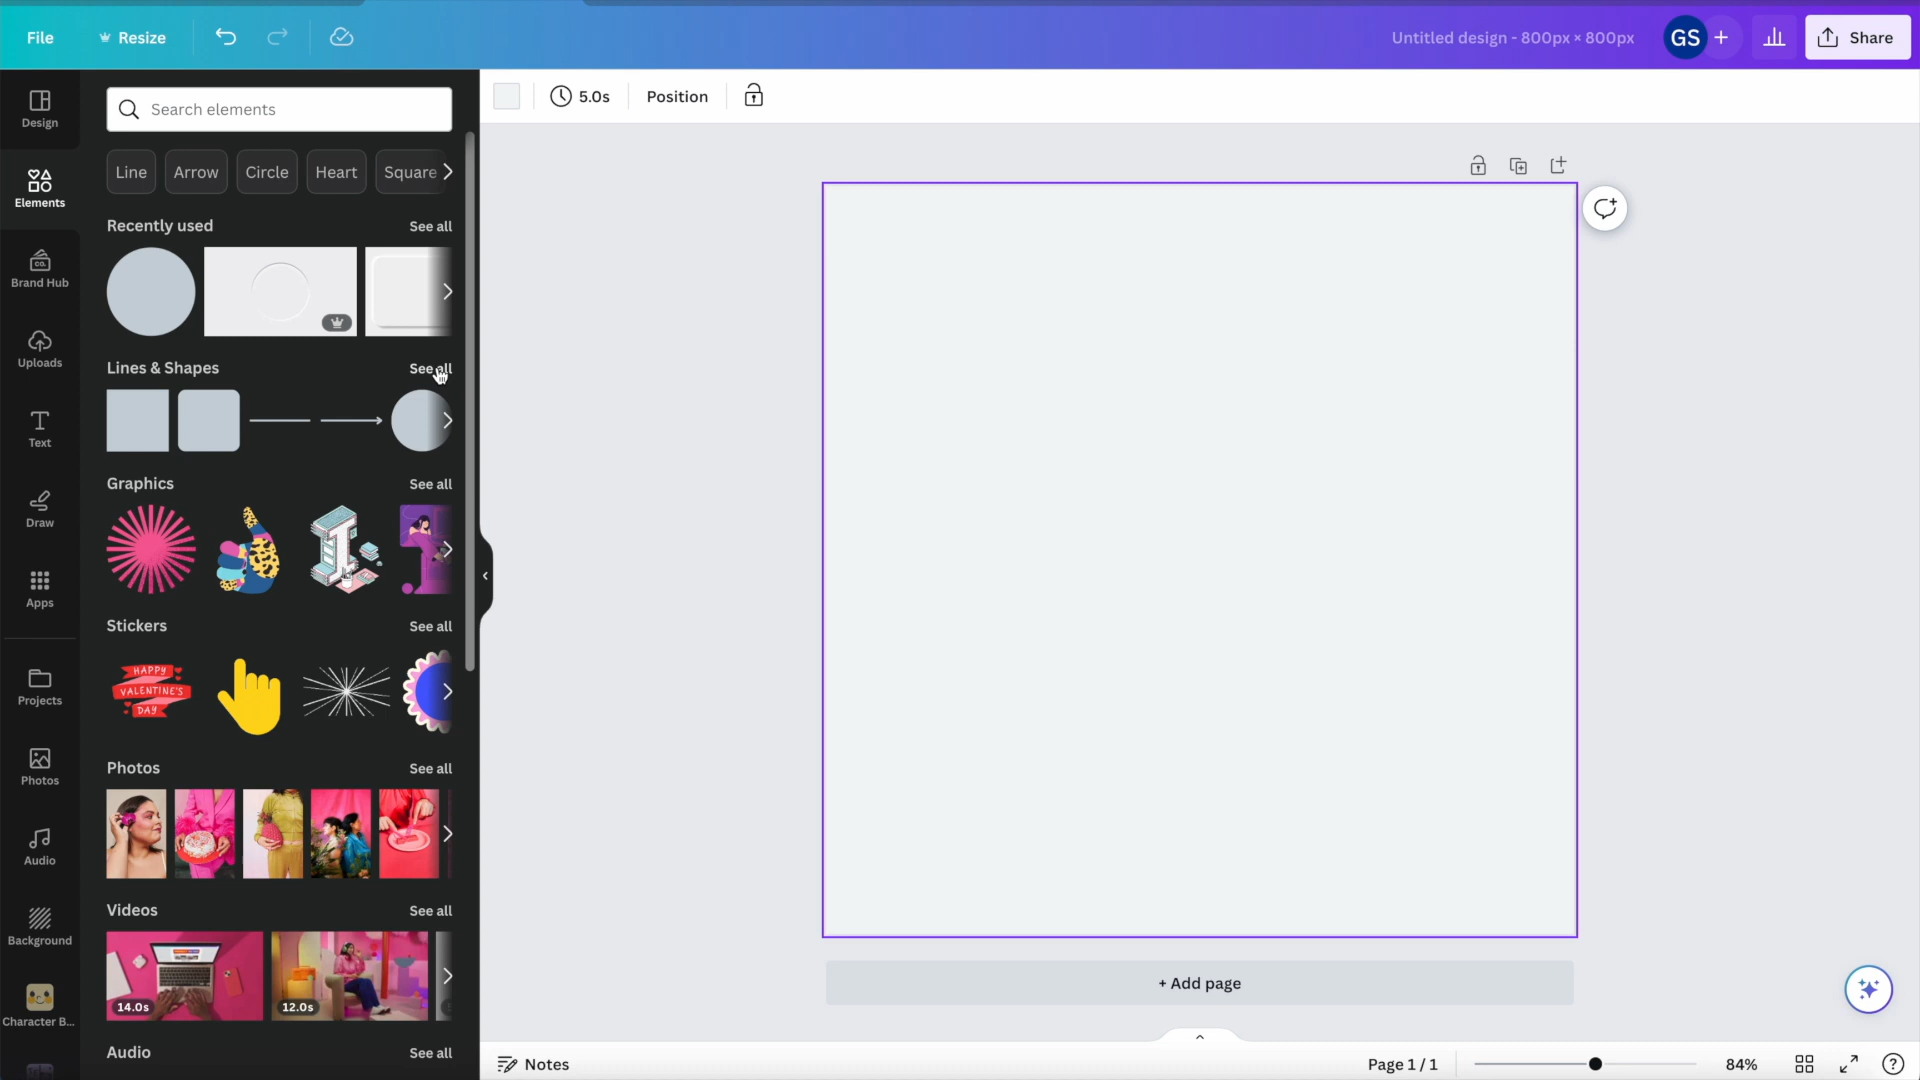 File
Resize
Untitled design - 800px × 800px
GS
+
Share
Design
Elements
Brand Hub
Uploads
Text
Draw
Apps
Projects
Photos
Audio
Background
Character B...
Search elements
Line
Arrow
Circle
Heart
Square
Recently used
See all
Lines & Shapes
See all
Graphics
See all
Stickers
See all
HAPPY
VALENTINE'S
DAY
Photos
See all
Videos
See all
14.0s
12.0s
Audio
See all
5.0s
Position
+ Add page
Notes
Page 1 / 1
84%